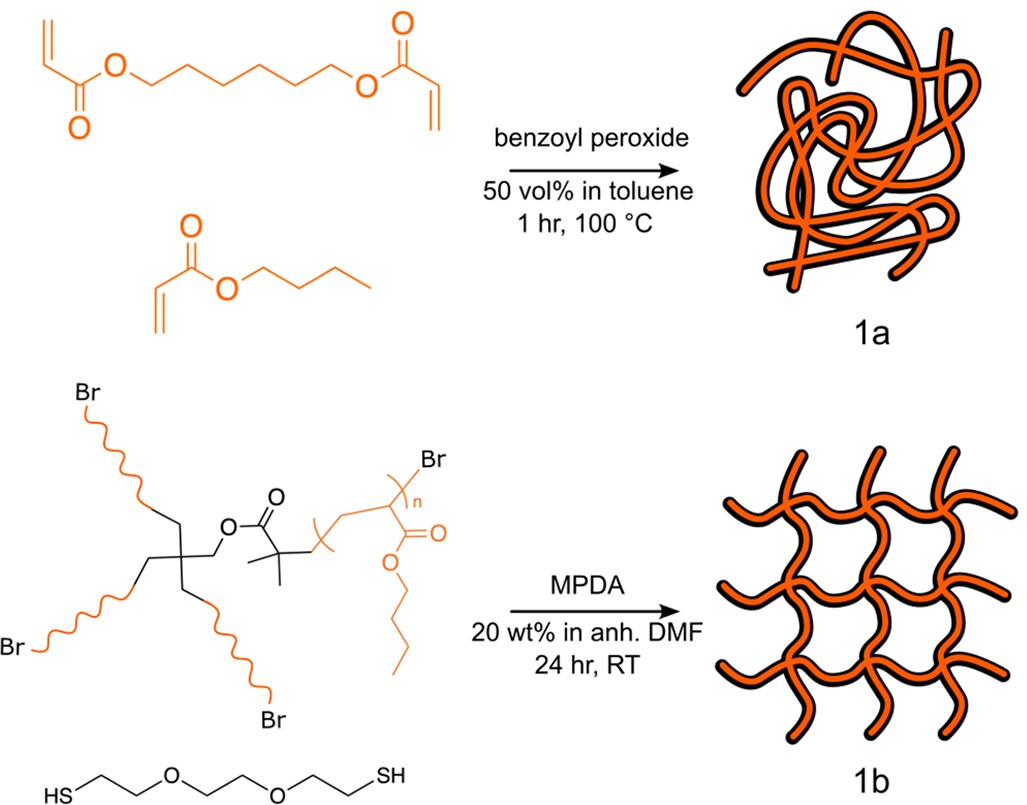 O
O
O
O
benzoyl peroxide
50 vol% in toluene
1 hr, 100 °C
O
O
1a
Br
Br
O
O
n
O
O
MPDA
20 wt% in anh. DMF
24 hr, RT
Br
Br
HS
O
O
SH
1b